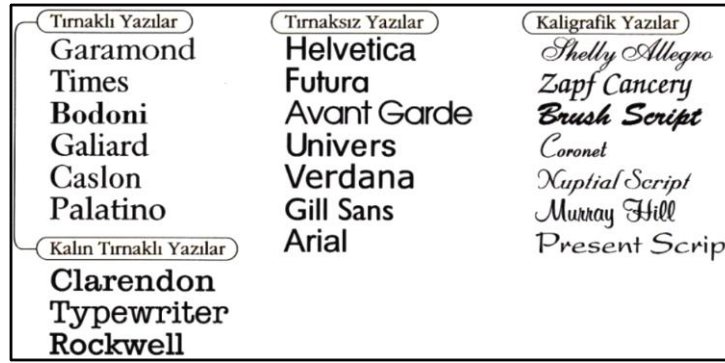 Tırnaklı Yazılar
Garamond
Times
Bodoni
Galiard
Caslon
Palatino
Kalın Tırnaklı Yazılar
Clarendon
Typewriter
Rockwell
Tırnaksız Yazılar
Helvetica
Futura
Avant Garde
Univers
Verdana
Gill Sans
Arial
Kaligrafik Yazılar
Shelly Allegro
Zapf Cancery
Brush Script
Coronet
Nuptial Script
Murray Hill
Present Scrip